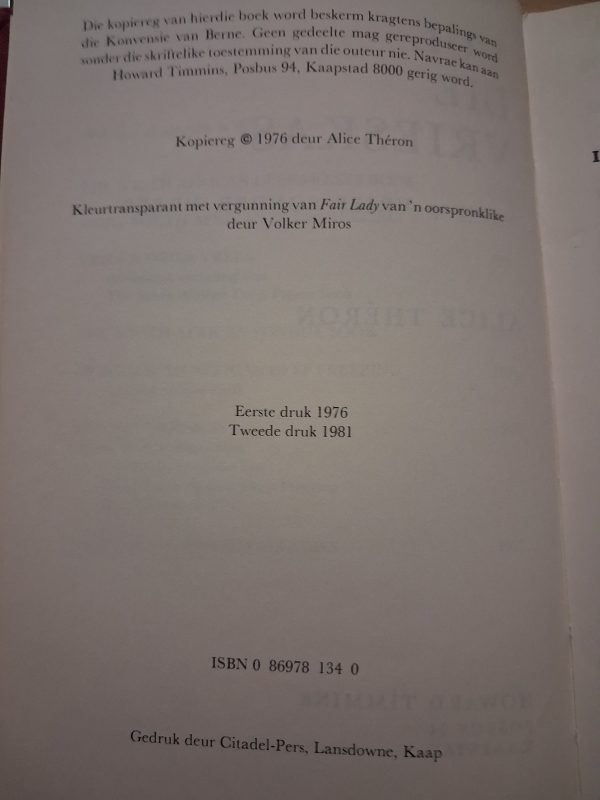 Die kopiereg van hierdie boek word beskerm kragtens bepalings van
die Konvensie van Berne. Geen gedeelte mag gereproduseer word
sonder die skriftelike toestemming van die outeur nie. Navrae kan aan
Howard Timmins, Posbus 94, Kaapstad 8000 gerig word.
Kopiereg © 1976 deur Alice Théron
Kleurtransparant met vergunning van Fair Lady van 'n oorspronklike
deur Volker Miros
Eerste druk 1976
Tweede druk 1981
ISBN 0 86978 134 0
Gedruk deur Citadel-Pers, Lansdowne, Kaap